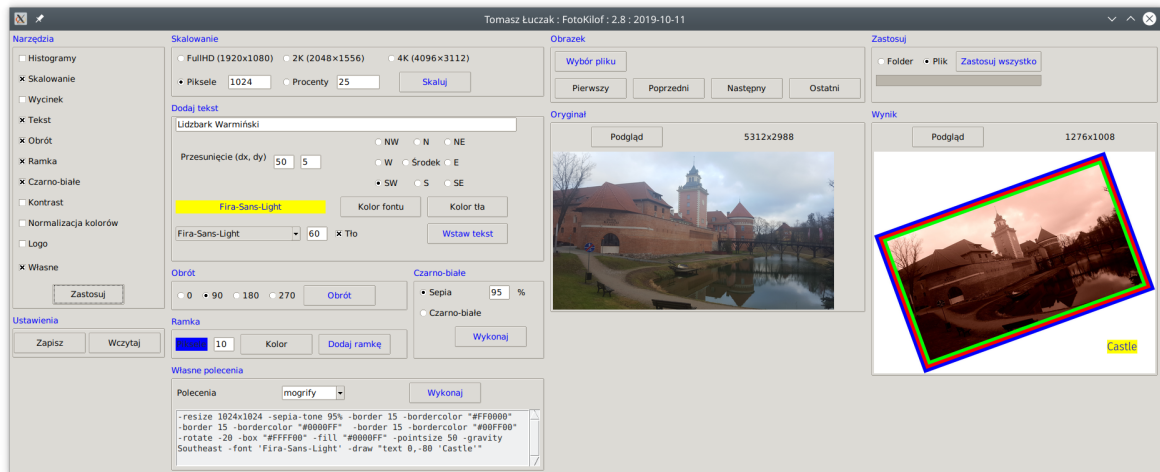 Tomasz Łuczak : FotoKilof : 2.8 : 2019-10-11
Narzędzia
Histogramy
Skalowanie
Wycinek
Tekst
Obrót
Ramka
Czarno-białe
Kontrast
Normalizacja kolorów
Logo
Własne
Zastosuj
Ustawienia
Zapisz Wczytaj
Skalowanie
FullHD (1920x1080) 2K (2048×1556) 4K (4096×3112)
Piksele 1024 Procenty 25 Skaluj
Dodaj tekst
Lidzbark Warmiński
NW N NE
Przesunięcie (dx, dy) 50 5
W Środek E
SW S SE
Fira-Sans-Light Kolor fontu Kolor tła
Fira-Sans-Light 60 Tło Wstaw tekst
Obrót
0 90 180 270 Obrót
Czarno-białe
Sepia 95 %
Czarno-białe
Wykonaj
Ramka
10 Kolor Dodaj ramkę
Własne polecenia
Polecenia mogrify Wykonaj
-resize 1024x1024 -sepia-tone 95% -border 15 -bordercolor "#FF0000"
-border 15 -bordercolor "#0000FF" -border 15 -bordercolor "#00FF00"
-rotate -20 -box "#FFFF00" -fill "#0000FF" -pointsize 50 -gravity
Southeast -font 'Fira-Sans-Light' -draw "text 0,-80 'Castle'"
Obrazek
Wybór pliku
Pierwszy Poprzedni Następny Ostatni
Oryginał
Podgląd 5312x2988
Zastosuj
Folder Plik Zastosuj wszystko
Wynik
Podgląd 1276x1008
Castle